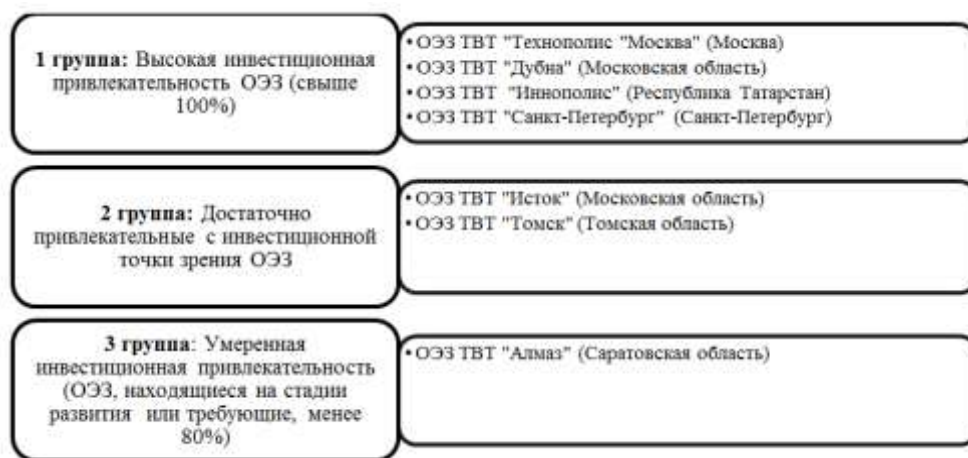 1 группа: Высокая инвестиционная
привлекательность ОЭЗ (свыше
100%)
• ОЭЗ ТВТ "Технополис "Москва" (Москва)
• ОЭЗ ТВТ "Дубна" (Московская область)
• ОЭЗ ТВТ "Иннополис" (Республика Татарстан)
• ОЭЗ ТВТ "Санкт-Петербург" (Санкт-Петербург)
2 группа: Достаточно
привлекательные с инвестиционной
точки зрения ОЭЗ
• ОЭЗ ТВТ "Исток" (Московская область)
• ОЭЗ ТВТ "Томск" (Томская область)
3 группа: Умеренная
инвестиционная привлекательность
(ОЭЗ, находящиеся на стадии
развития или требующие, менее
80%)
• ОЭЗ ТВТ "Алмаз" (Саратовская область)